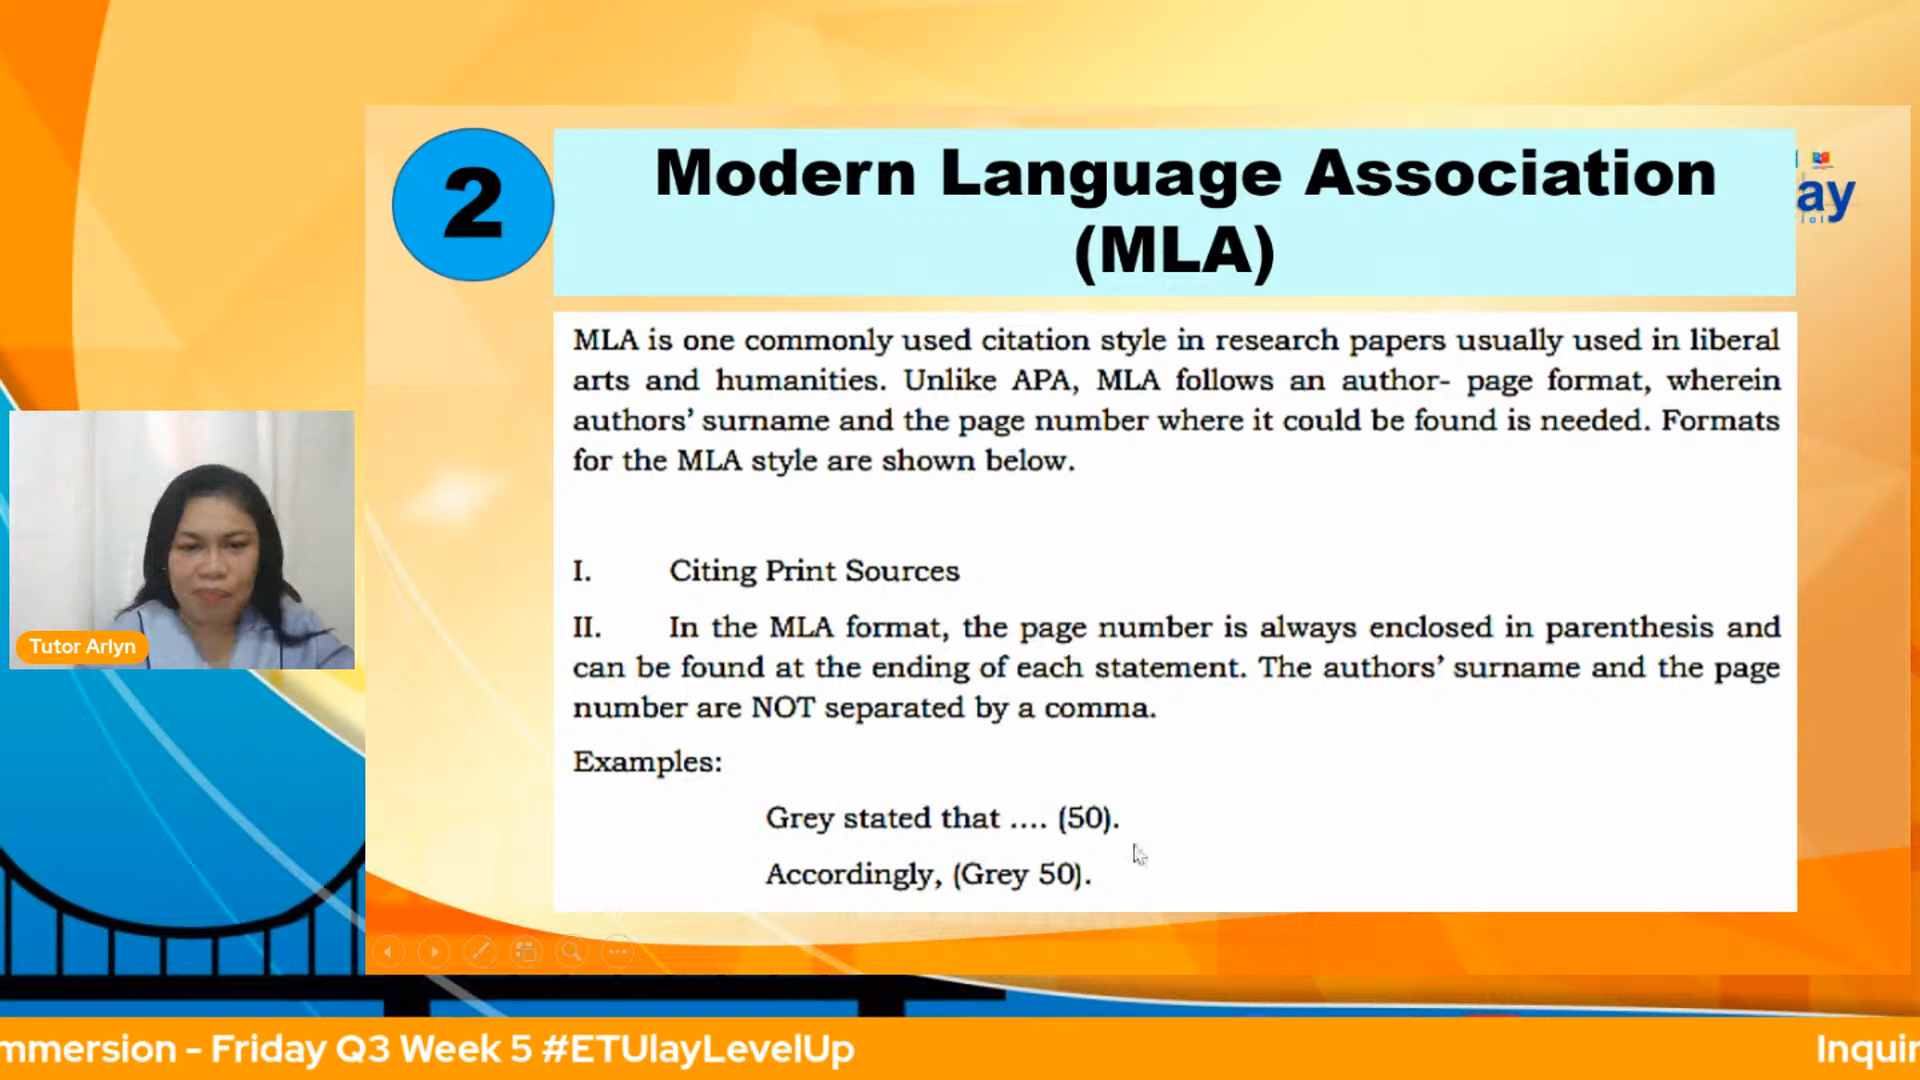 2
Modern Language Association
(MLA)
ay
MLA is one commonly used citation style in research papers usually used in liberal
arts and humanities. Unlike APA, MLA follows an author- page format, wherein
authors’ surname and the page number where it could be found is needed. Formats
for the MLA style are shown below.
I. Citing Print Sources
II. In the MLA format, the page number is always enclosed in parenthesis and
can be found at the ending of each statement. The authors’ surname and the page
number are NOT separated by a comma.
Examples:
Grey stated that .... (50).
Accordingly, (Grey 50).
Tutor Arlyn
mmersion - Friday Q3 Week 5 #ETUlayLevelUp
Inquir